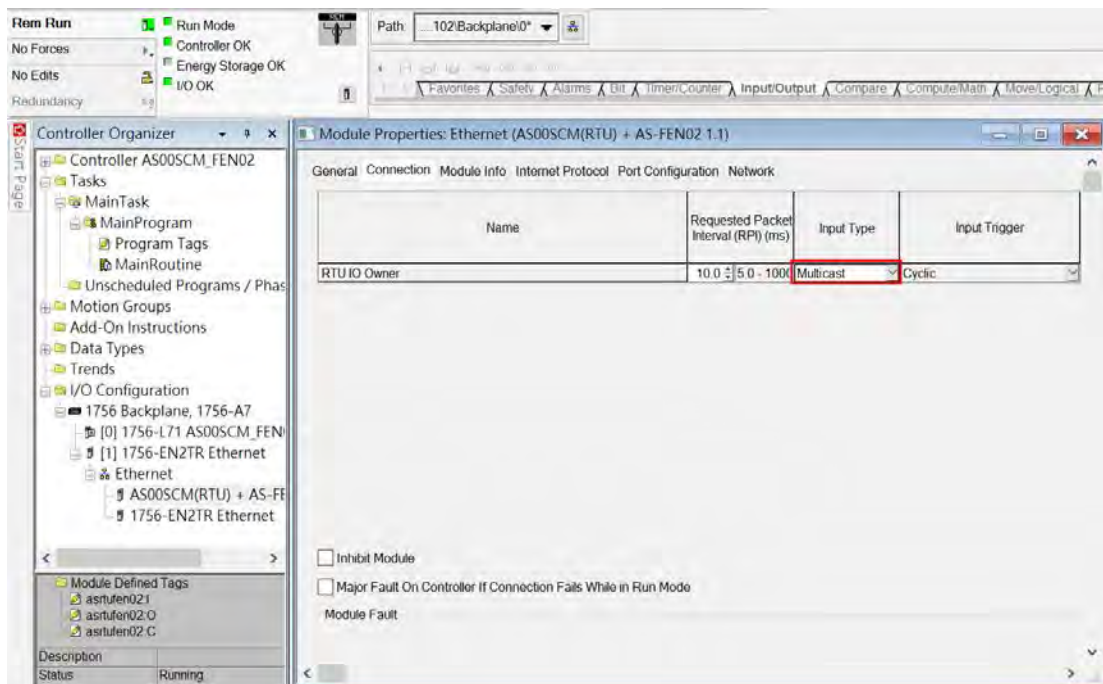 Rem Run
Run Mode
Path: ....102\Backplane\0*
No Forces
Controller OK
Energy Storage OK
No Edits
I/O OK
Redundancy
Favorites Safety Alarms Bit Timer/Counter Input/Output Compare Compute/Math Move/Logical
Start Page
Controller Organizer
Controller AS00SCM_FEN02
Tasks
MainTask
MainProgram
Program Tags
MainRoutine
Unscheduled Programs / Phas
Motion Groups
Add-On Instructions
Data Types
Trends
I/O Configuration
1756 Backplane, 1756-A7
[0] 1756-L71 AS00SCM_FEN
[1] 1756-EN2TR Ethernet
Ethernet
AS00SCM(RTU) + AS-FE
1756-EN2TR Ethernet
Module Defined Tags
asrtufen02:I
asrtufen02:O
asrtufen02:C
Description
Status Running
Module Properties: Ethernet (AS00SCM(RTU) + AS-FEN02 1.1)
General Connection Module Info Internet Protocol Port Configuration Network
Name
Requested Packet
Interval (RPI) (ms)
Input Type
Input Trigger
RTU IO Owner 10.0 5.0 - 1000 Multicast Cyclic
Inhibit Module
Major Fault On Controller If Connection Fails While in Run Mode
Module Fault